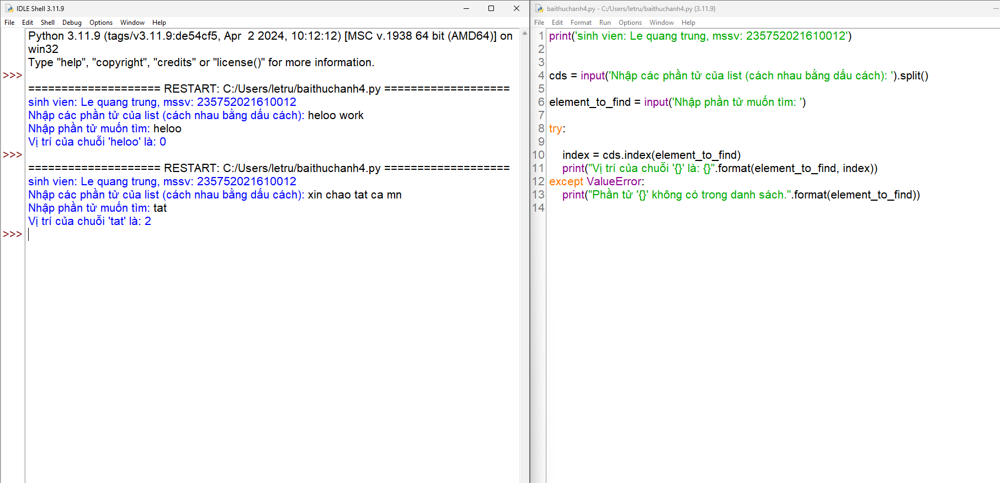 IDLE Shell 3.11.9
File Edit Shell Debug Options Window Help
Python 3.11.9 (tags/v3.11.9:de54cf5, Apr  2 2024, 10:12:12) [MSC v.1938 64 bit (AMD64)] on
win32
Type "help", "copyright", "credits" or "license()" for more information.
>>>
==================== RESTART: C:/Users/letru/baithuchanh4.py ===================
sinh vien: Le quang trung, mssv: 235752021610012
Nhập các phần tử của list (cách nhau bằng dấu cách): heloo work
Nhập phần tử muốn tìm: heloo
Vị trí của chuỗi 'heloo' là: 0
>>>
==================== RESTART: C:/Users/letru/baithuchanh4.py ===================
sinh vien: Le quang trung, mssv: 235752021610012
Nhập các phần tử của list (cách nhau bằng dấu cách): xin chao tat ca mn
Nhập phần tử muốn tìm: tat
Vị trí của chuỗi 'tat' là: 2
>>>
baithuchanh4.py - C:/Users/letru/baithuchanh4.py (3.11.9)
File Edit Format Run Options Window Help
1 print('sinh vien: Le quang trung, mssv: 235752021610012')
2
3
4 cds = input('Nhập các phần tử của list (cách nhau bằng dấu cách): ').split()
5
6 element_to_find = input('Nhập phần tử muốn tìm: ')
7
8 try:
9
10     index = cds.index(element_to_find)
11     print("Vị trí của chuỗi '{}' là: {}".format(element_to_find, index))
12 except ValueError:
13     print("Phần tử '{}' không có trong danh sách.".format(element_to_find))
14